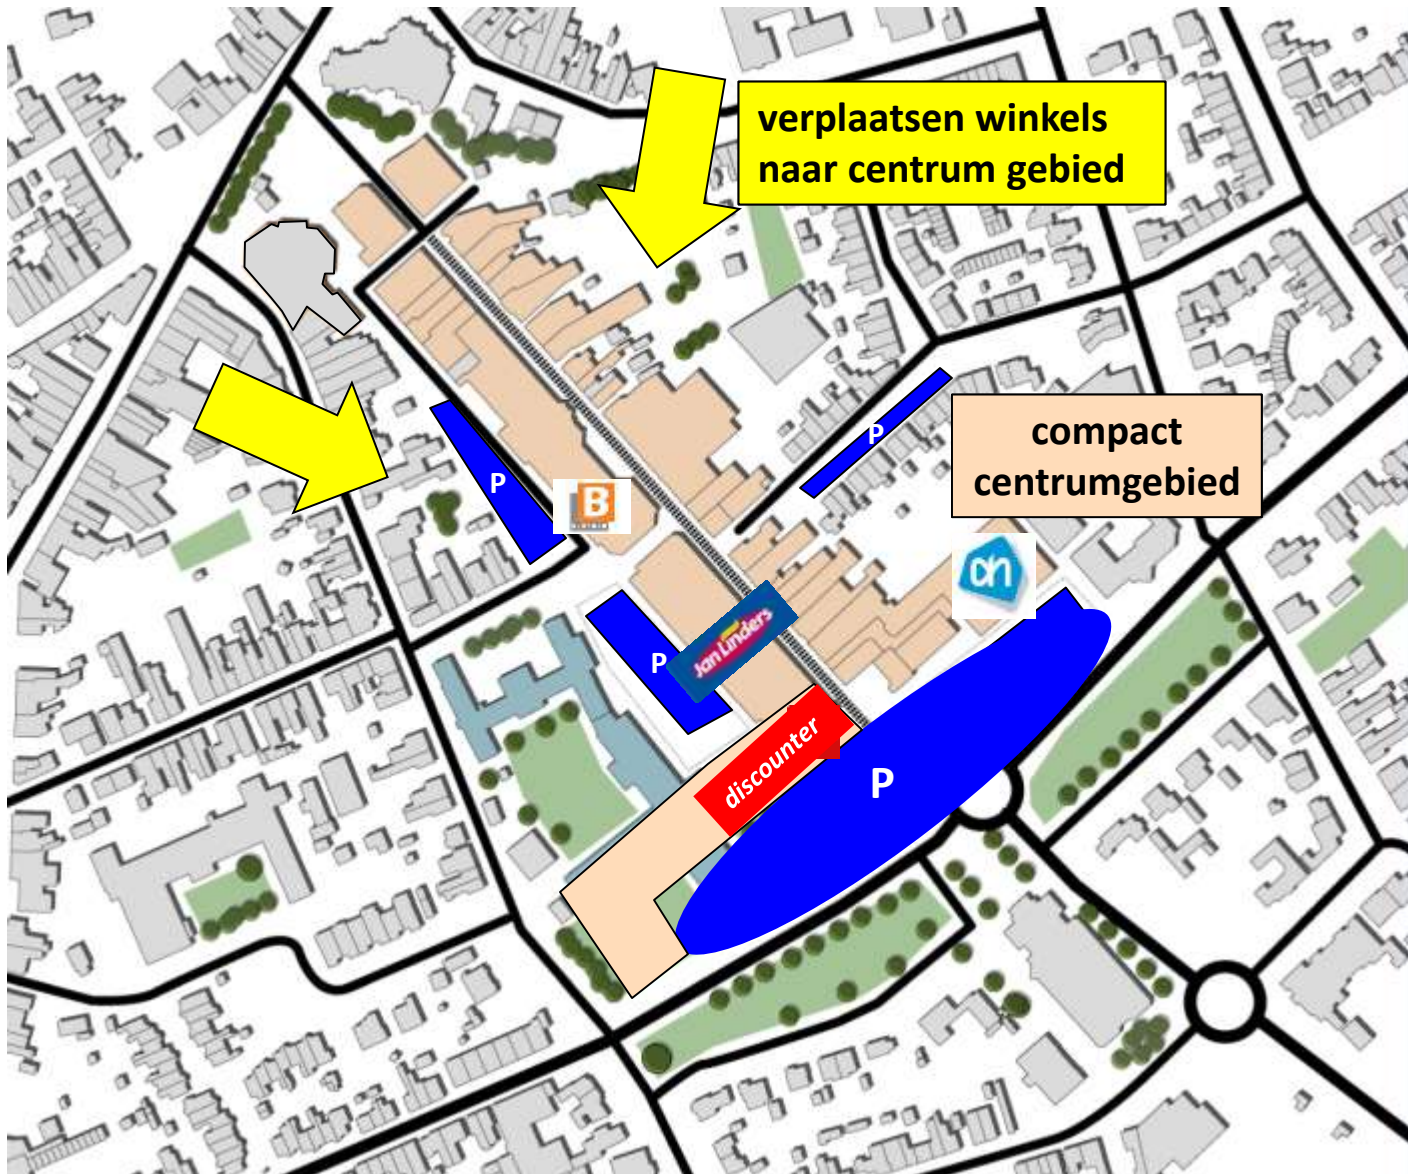 verplaatsen winkels
naar centrum gebied
compact
centrumgebied
P
P
B
ah
Jan Linders
P
discounter
P